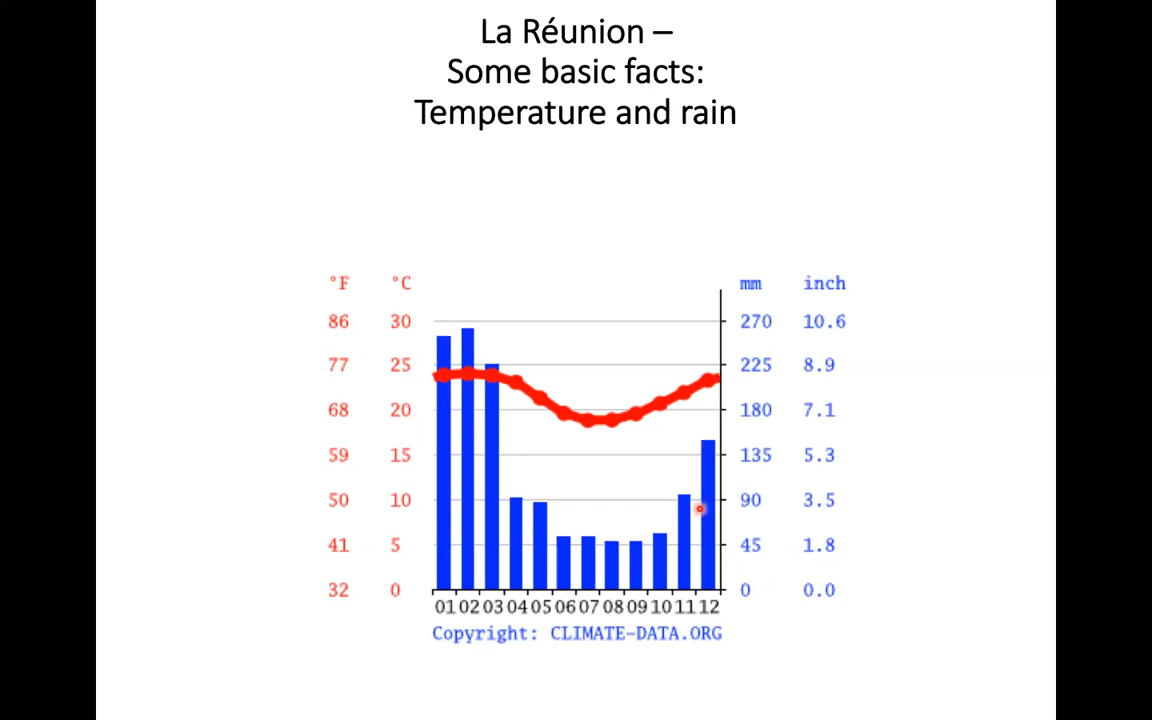 La Réunion –
Some basic facts:
Temperature and rain
°F °C mm inch
86 30 270 10.6
77 25 225 8.9
68 20 180 7.1
59 15 135 5.3
50 10 90 3.5
41 5 45 1.8
32 0 0 0.0
01 02 03 04 05 06 07 08 09 10 11 12
Copyright: CLIMATE-DATA.ORG